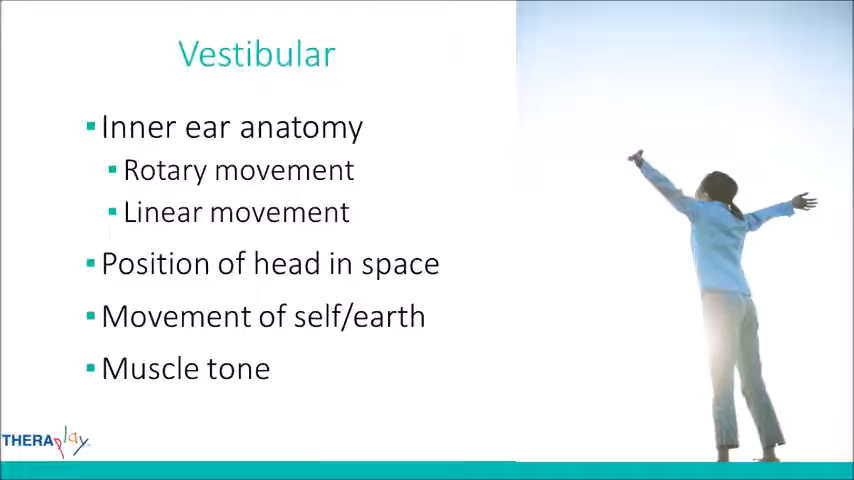 Vestibular
Inner ear anatomy
Rotary movement
Linear movement
Position of head in space
Movement of self/earth
Muscle tone
THERAplay